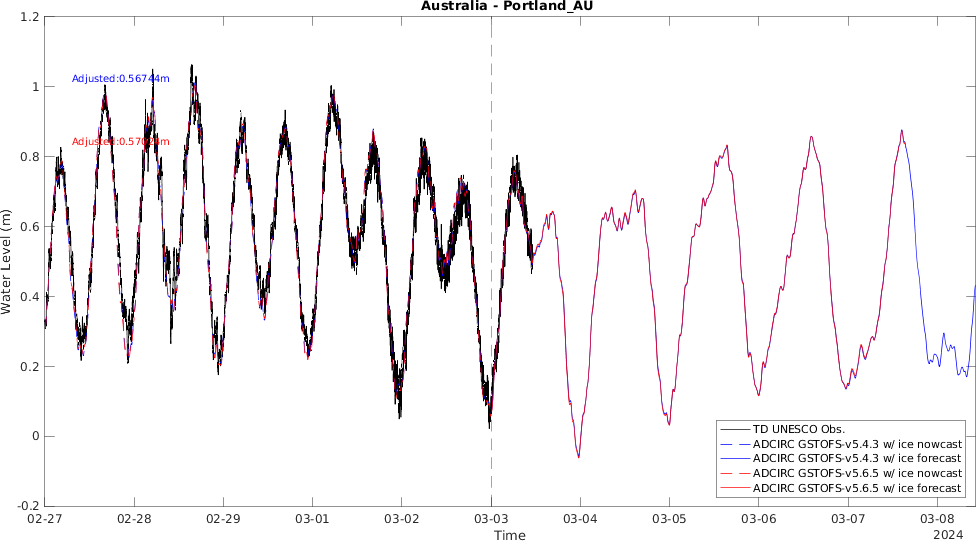 Australia - Portland_AU
1.2
1
0.8
0.6
0.4
0.2
0
-0.2
Water Level (m)
Adjusted:0.56744m
02-27
02-28
02-29
03-01
03-02
03-03
03-04
03-05
03-06
03-07
03-08
Time
2024
TD UNESCO Obs.
ADCIRC GSTOFS-v5.4.3 w/ ice nowcast
ADCIRC GSTOFS-v5.4.3 w/ ice forecast
ADCIRC GSTOFS-v5.6.5 w/ ice nowcast
ADCIRC GSTOFS-v5.6.5 w/ ice forecast